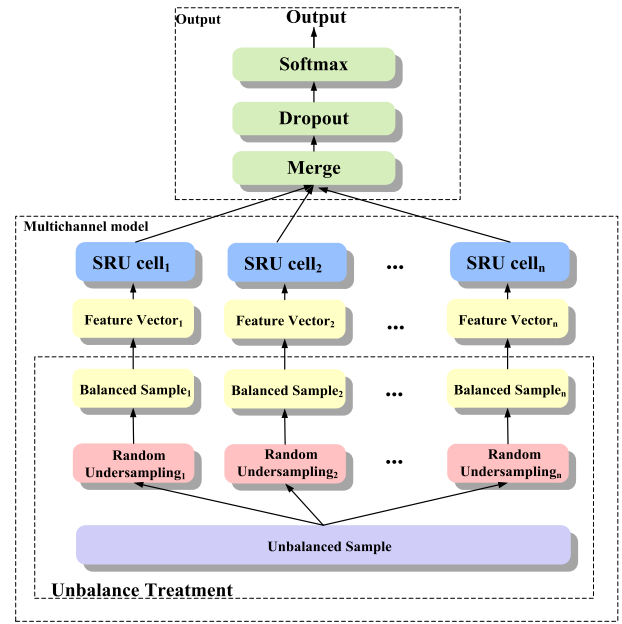 Output
Output
Softmax
Dropout
Merge
Multichannel model
SRU cell₁
SRU cell₂
...
SRU cellₙ
Feature Vector₁
Feature Vector₂
...
Feature Vectorₙ
Balanced Sample₁
Balanced Sample₂
...
Balanced Sampleₙ
Random
Undersampling₁
Random
Undersampling₂
...
Random
Undersamplingₙ
Unbalanced Sample
Unbalance Treatment